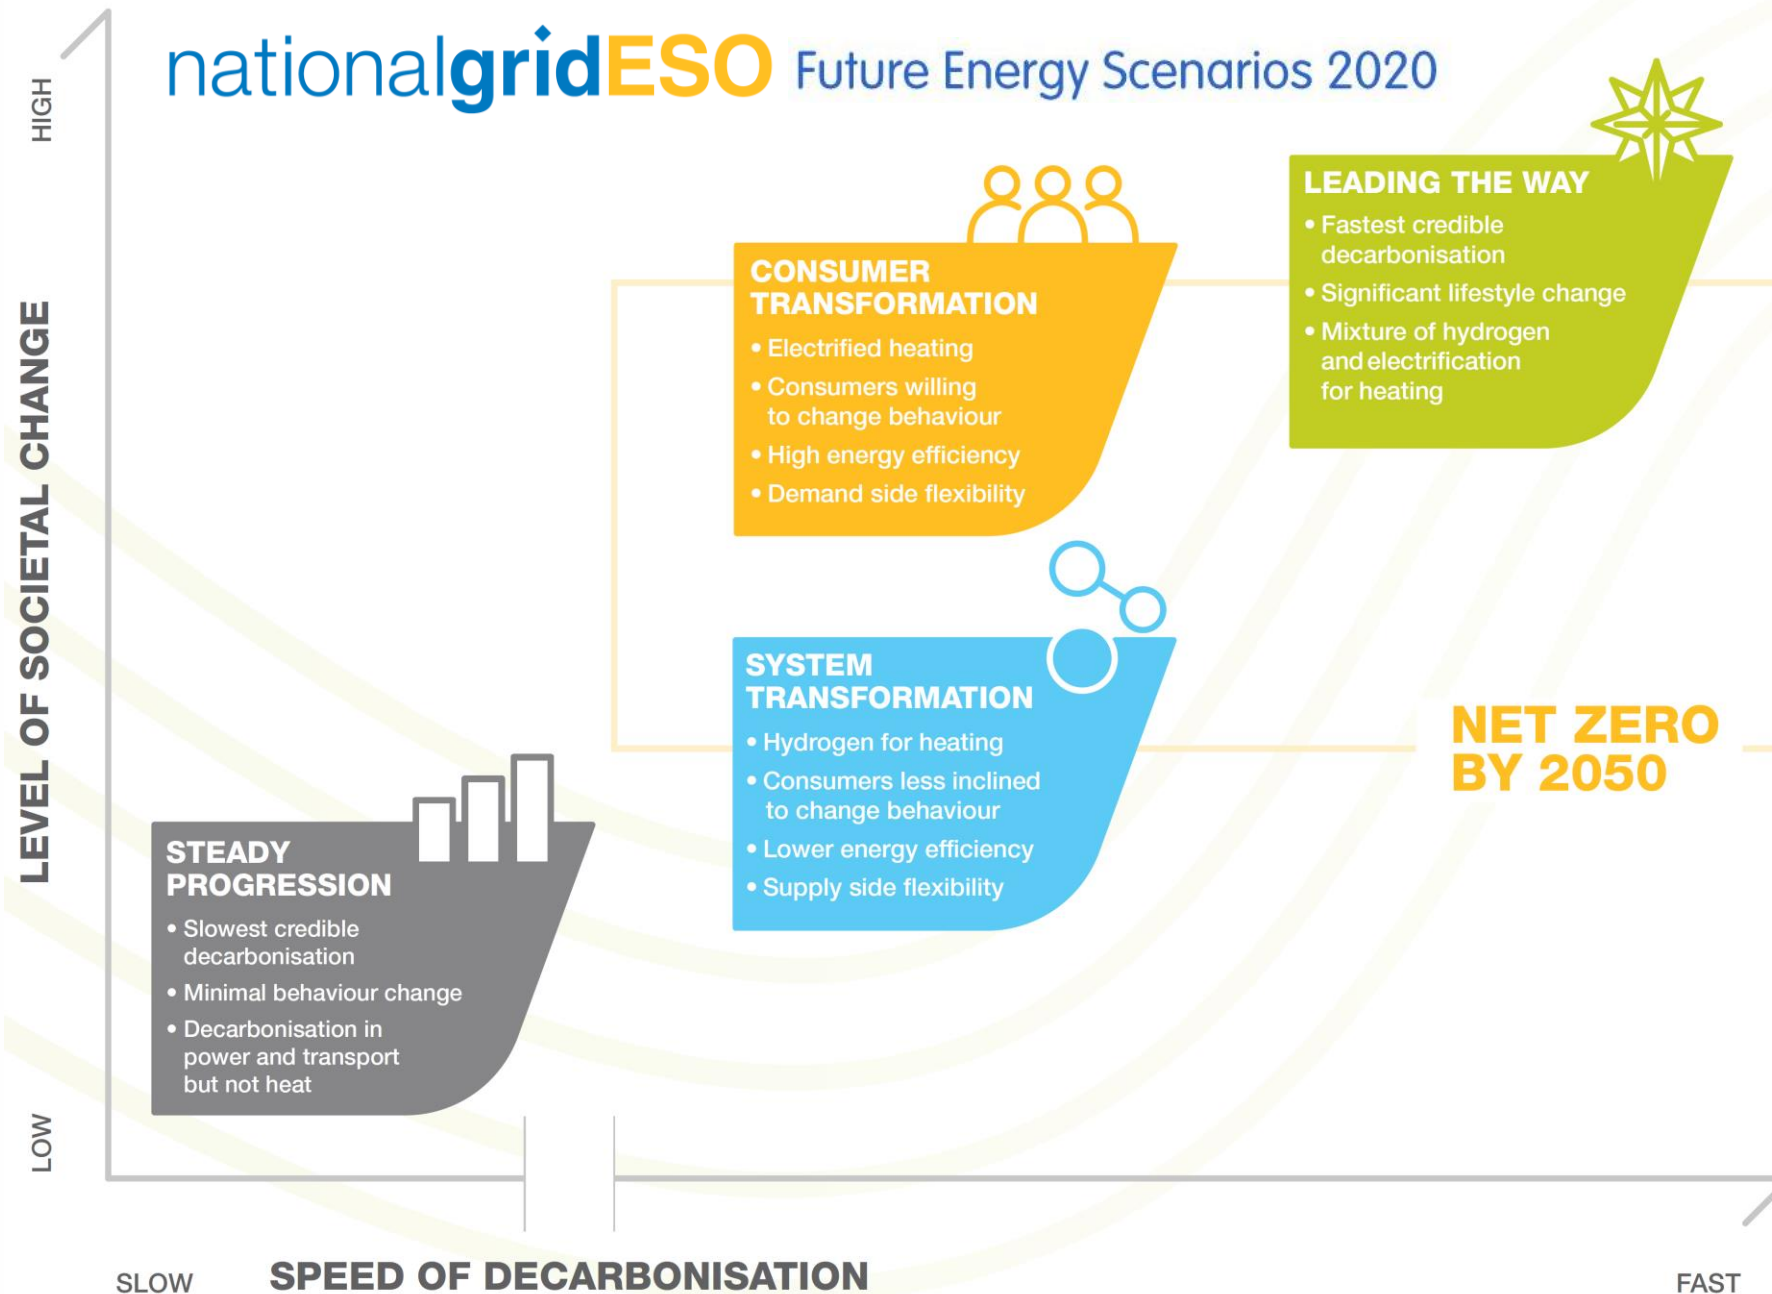 nationalgridESO Future Energy Scenarios 2020
HIGH
LEVEL OF SOCIETAL CHANGE
LOW
LEADING THE WAY
• Fastest credible
decarbonisation
• Significant lifestyle change
• Mixture of hydrogen
and electrification
for heating
CONSUMER
TRANSFORMATION
• Electrified heating
• Consumers willing
to change behaviour
• High energy efficiency
• Demand side flexibility
SYSTEM
TRANSFORMATION
• Hydrogen for heating
• Consumers less inclined
to change behaviour
• Lower energy efficiency
• Supply side flexibility
NET ZERO
BY 2050
STEADY
PROGRESSION
• Slowest credible
decarbonisation
• Minimal behaviour change
• Decarbonisation in
power and transport
but not heat
SLOW
SPEED OF DECARBONISATION
FAST